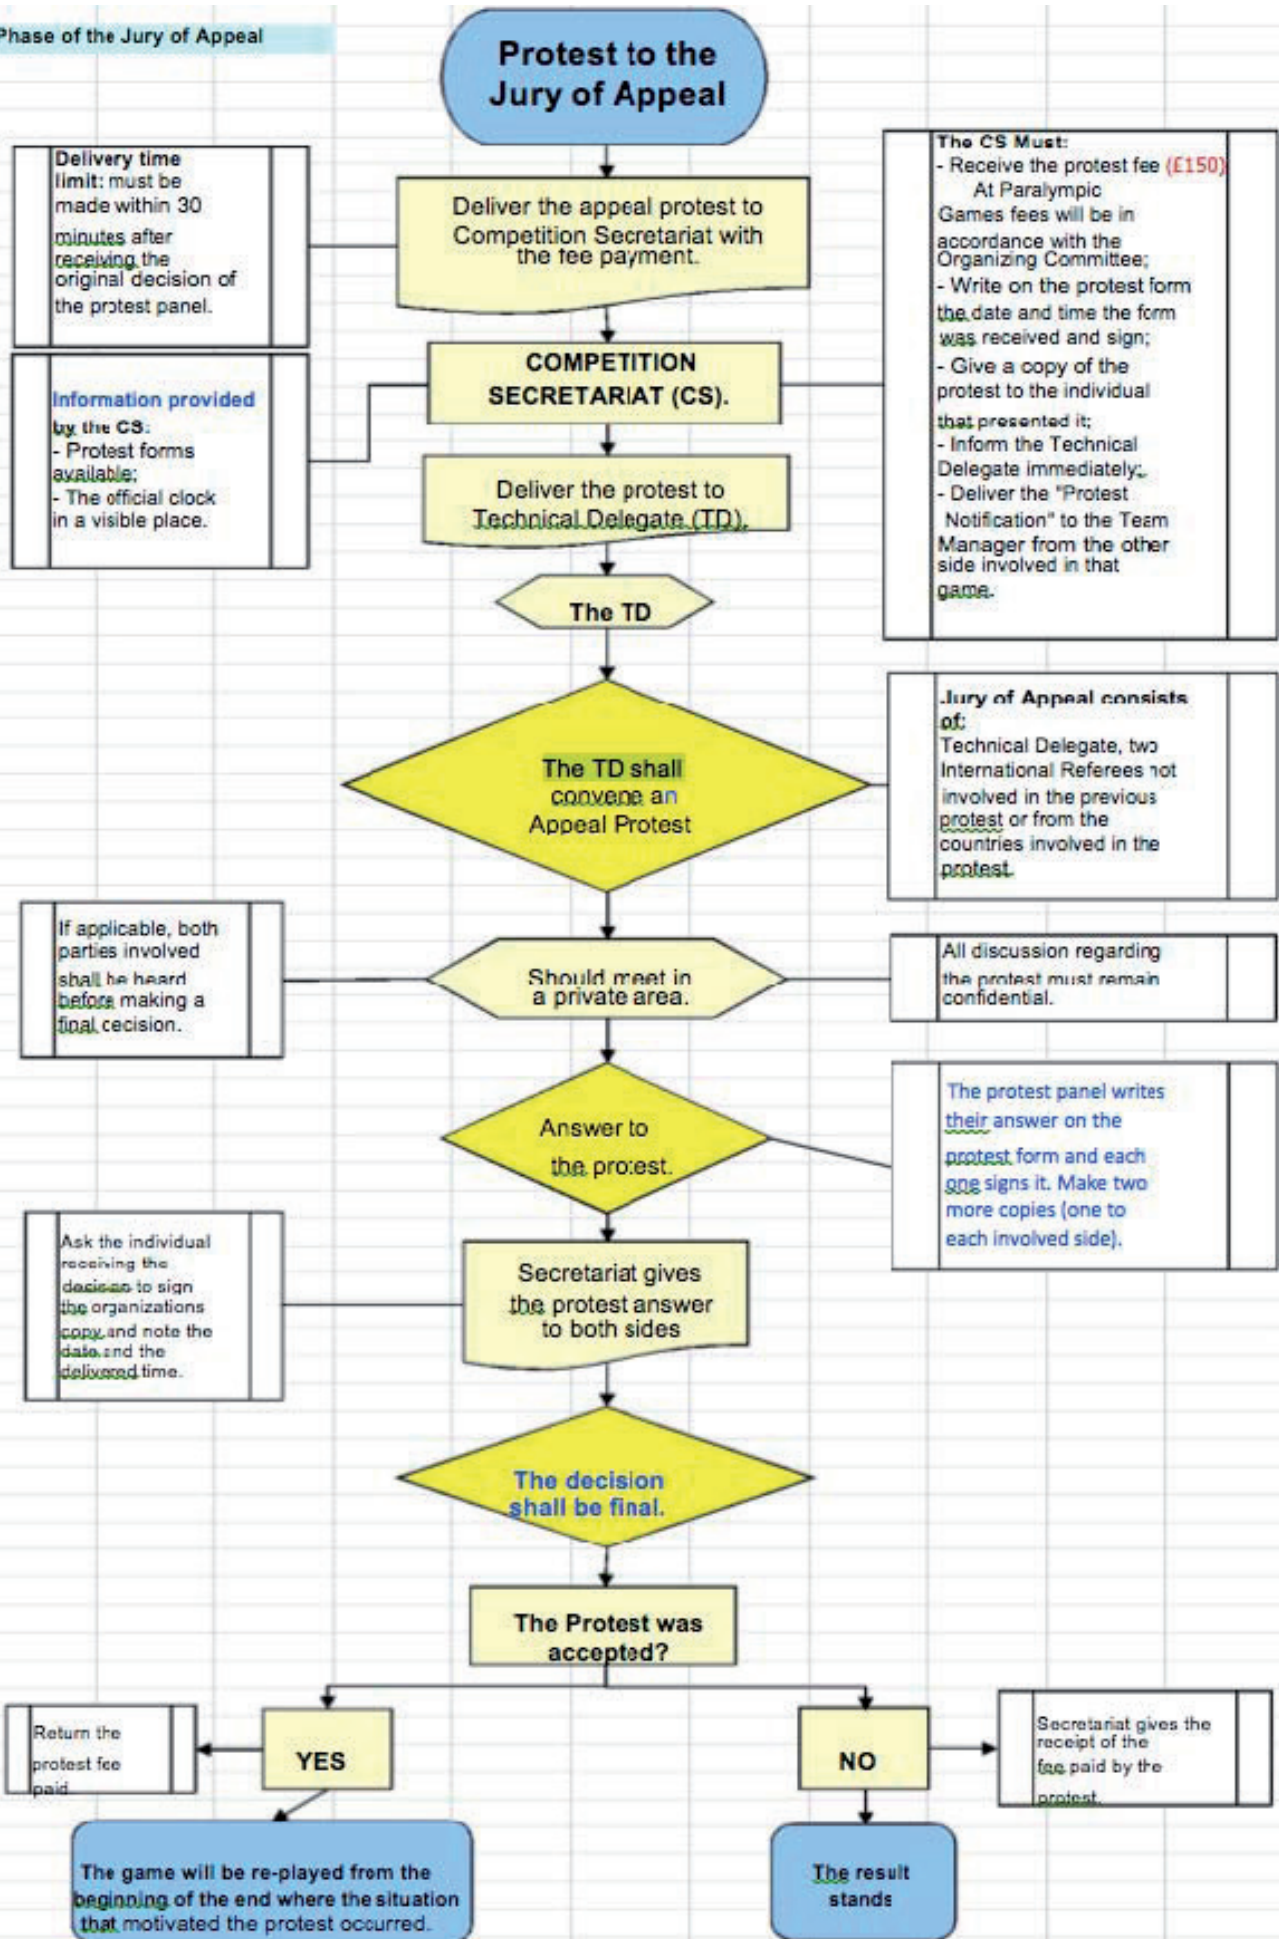 Phase of the Jury of Appeal
Protest to the
Jury of Appeal
Delivery time
limit: must be
made within 30
minutes after
receiving the
original decision of
the protest panel.
Deliver the appeal protest to
Competition Secretariat with
the fee payment.
The CS Must:
- Receive the protest fee (£150)
At Paralympic
Games fees will be in
accordance with the
Organizing Committee;
- Write on the protest form
the date and time the form
was received and sign;
- Give a copy of the
protest to the individual
that presented it;
- Inform the Technical
Delegate immediately;
- Deliver the "Protest
Notification" to the Team
Manager from the other
side involved in that
game.
COMPETITION
SECRETARIAT (CS).
Information provided
by the CS:
- Protest forms
available;
- The official clock
in a visible place.
Deliver the protest to
Technical Delegate (TD).
The TD
The TD shall
convene an
Appeal Protest
Jury of Appeal consists
of:
Technical Delegate, two
International Referees not
involved in the previous
protest or from the
countries involved in the
protest.
If applicable, both
parties involved
shall be heard
before making a
final cecision.
Should meet in
a private area.
All discussion regarding
the protest must remain
confidential.
Answer to
the protest.
The protest panel writes
their answer on the
protest form and each
one signs it. Make two
more copies (one to
each involved side).
Ask the individual
receiving the
decision to sign
the organizations
copy and note the
date and the
delivered time.
Secretariat gives
the protest answer
to both sides
The decision
shall be final.
The Protest was
accepted?
Return the
protest fee
paid.
YES
NO
Secretariat gives the
receipt of the
fee paid by the
protest.
The game will be re-played from the
beginning of the end where the situation
that motivated the protest occurred.
The result
stands